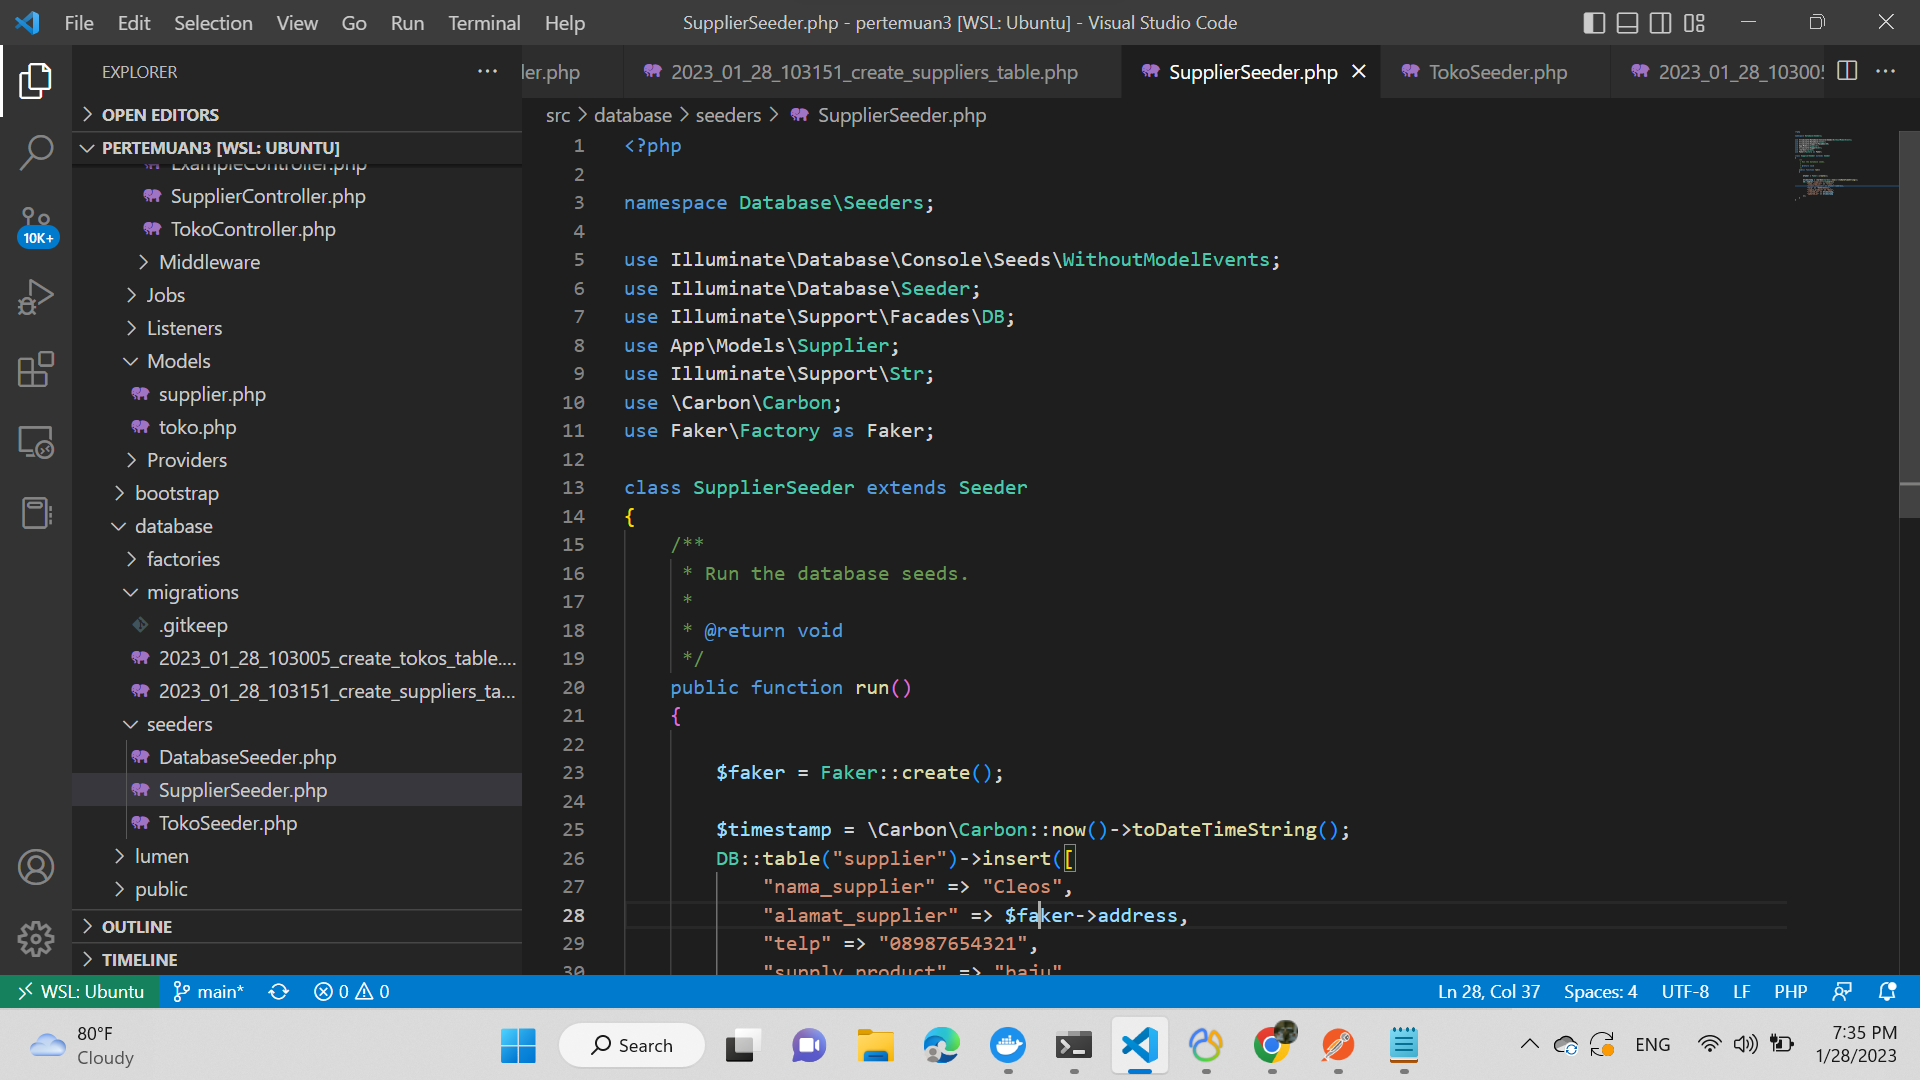 File Edit Selection View Go Run Terminal Help
SupplierSeeder.php - pertemuan3 [WSL: Ubuntu] - Visual Studio Code
EXPLORER
OPEN EDITORS
PERTEMUAN3 [WSL: UBUNTU]
ExampleController.php
SupplierController.php
TokoController.php
Middleware
Jobs
Listeners
Models
supplier.php
toko.php
Providers
bootstrap
database
factories
migrations
.gitkeep
2023_01_28_103005_create_tokos_table....
2023_01_28_103151_create_suppliers_ta...
seeders
DatabaseSeeder.php
SupplierSeeder.php
TokoSeeder.php
lumen
public
OUTLINE
TIMELINE
10K+
ler.php 2023_01_28_103151_create_suppliers_table.php SupplierSeeder.php TokoSeeder.php 2023_01_28_10300
src > database > seeders > SupplierSeeder.php
1 <?php
2
3 namespace Database\Seeders;
4
5 use Illuminate\Database\Console\Seeds\WithoutModelEvents;
6 use Illuminate\Database\Seeder;
7 use Illuminate\Support\Facades\DB;
8 use App\Models\Supplier;
9 use Illuminate\Support\Str;
10 use \Carbon\Carbon;
11 use Faker\Factory as Faker;
12
13 class SupplierSeeder extends Seeder
14 {
15     /**
16      * Run the database seeds.
17      *
18      * @return void
19      */
20     public function run()
21     {
22
23         $faker = Faker::create();
24
25         $timestamp = \Carbon\Carbon::now()->toDateTimeString();
26         DB::table("supplier")->insert([
27             "nama_supplier" => "Cleos",
28             "alamat_supplier" => $faker->address,
29             "telp" => "08987654321",
30             "supply_product" => "baju"
WSL: Ubuntu main* 0 0 Ln 28, Col 37 Spaces: 4 UTF-8 LF PHP
80°F
Cloudy
Search
ENG
7:35 PM
1/28/2023